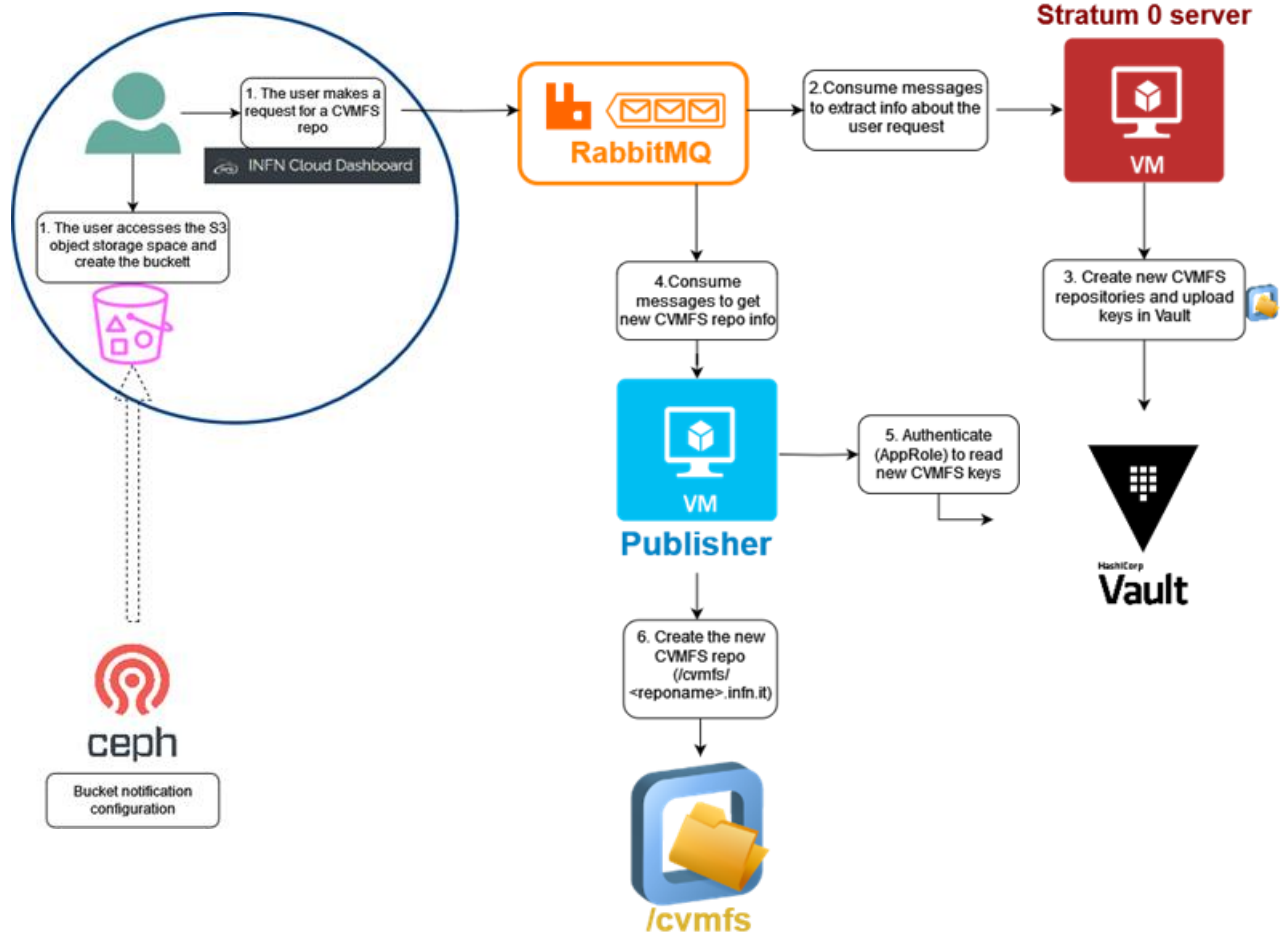 Stratum 0 server
1. The user makes a
request for a CVMFS
repo
INFN Cloud Dashboard
1. The user accesses the S3
object storage space and
create the buckett
RabbitMQ
2.Consume messages
to extract info about the
user request
VM
3. Create new CVMFS
repositories and upload
keys in Vault
4.Consume
messages to get
new CVMFS repo info
VM
Publisher
5. Authenticate
(AppRole) to read
new CVMFS keys
HashiCorp
Vault
6. Create the new
CVMFS repo
(/cvmfs/
<reponame>.infn.it)
/cvmfs
ceph
Bucket notification
configuration